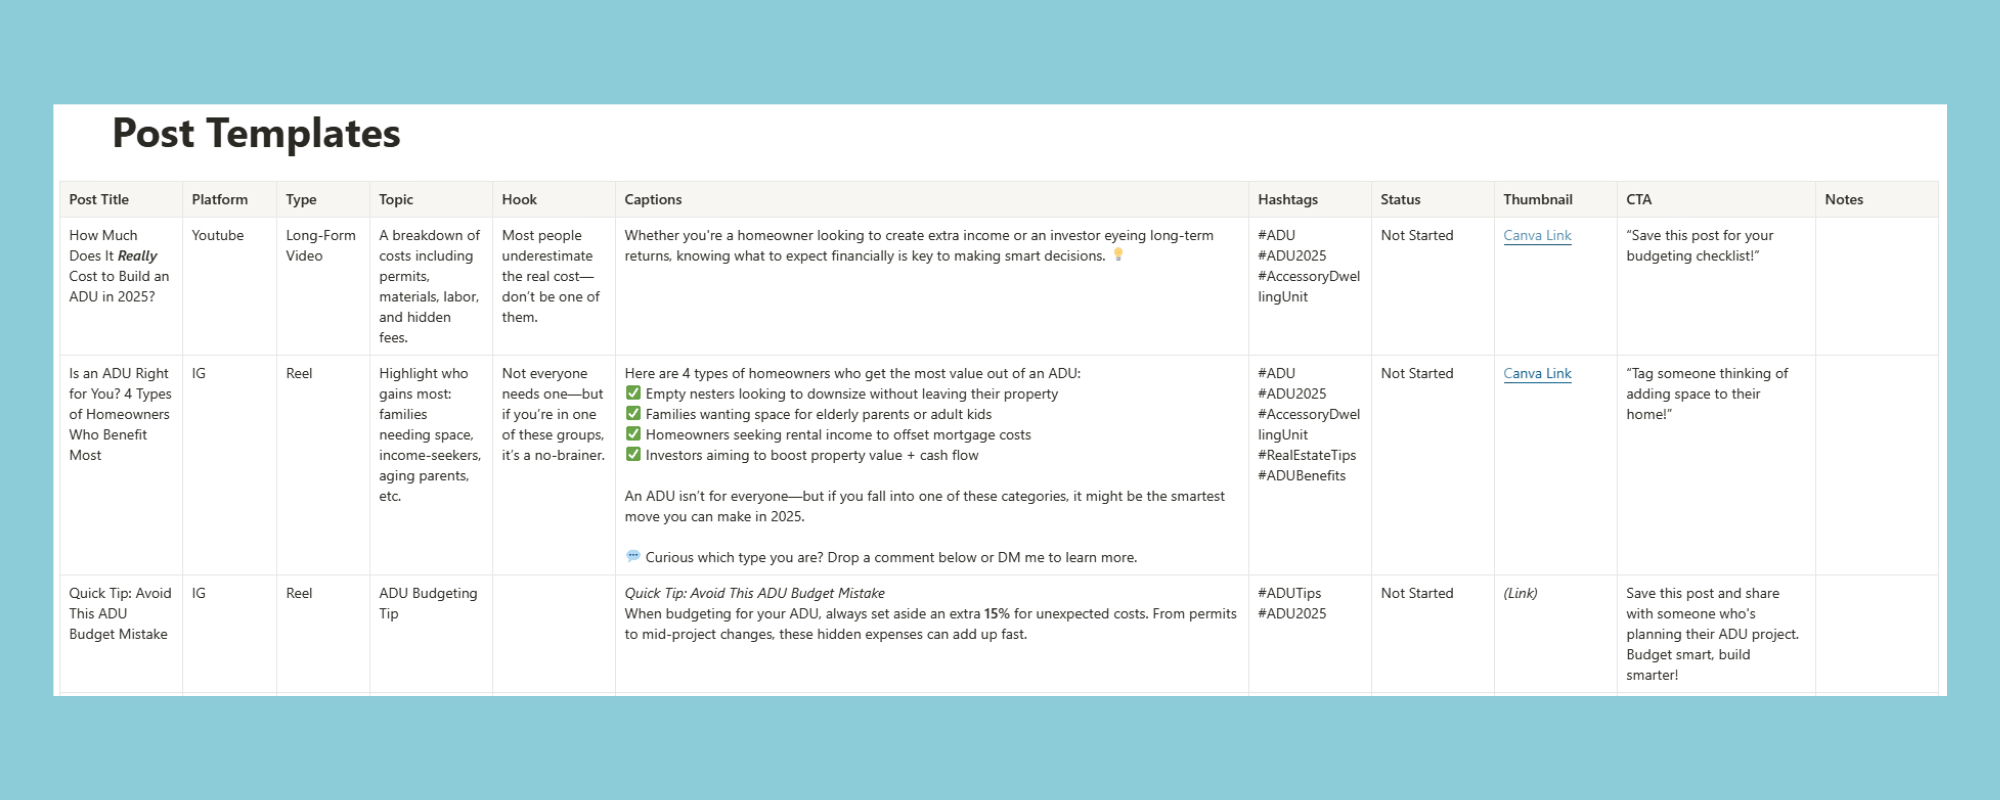 Post Templates
Post Title
Platform
Type
Topic
Hook
Captions
Hashtags
Status
Thumbnail
CTA
Notes
How Much
Does It Really
Cost to Build an
ADU in 2025?
Youtube
Long-Form
Video
A breakdown of
costs including
permits,
materials, labor,
and hidden
fees.
Most people
underestimate
the real cost—
don’t be one of
them.
Whether you're a homeowner looking to create extra income or an investor eyeing long-term
returns, knowing what to expect financially is key to making smart decisions. 💡
#ADU
#ADU2025
#AccessoryDwel
lingUnit
Not Started
Canva Link
“Save this post for your
budgeting checklist!”
Is an ADU Right
for You? 4 Types
of Homeowners
Who Benefit
Most
IG
Reel
Highlight who
gains most:
families
needing space,
income-seekers,
aging parents,
etc.
Not everyone
needs one—but
if you’re in one
of these groups,
it’s a no-brainer.
Here are 4 types of homeowners who get the most value out of an ADU:
✅ Empty nesters looking to downsize without leaving their property
✅ Families wanting space for elderly parents or adult kids
✅ Homeowners seeking rental income to offset mortgage costs
✅ Investors aiming to boost property value + cash flow
An ADU isn’t for everyone—but if you fall into one of these categories, it might be the smartest
move you can make in 2025.
💬 Curious which type you are? Drop a comment below or DM me to learn more.
#ADU
#ADU2025
#AccessoryDwel
lingUnit
#RealEstateTips
#ADUBenefits
Not Started
Canva Link
“Tag someone thinking of
adding space to their
home!”
Quick Tip: Avoid
This ADU
Budget Mistake
IG
Reel
ADU Budgeting
Tip
Quick Tip: Avoid This ADU Budget Mistake
When budgeting for your ADU, always set aside an extra 15% for unexpected costs. From permits
to mid-project changes, these hidden expenses can add up fast.
#ADUTips
#ADU2025
Not Started
(Link)
Save this post and share
with someone who's
planning their ADU project.
Budget smart, build
smarter!